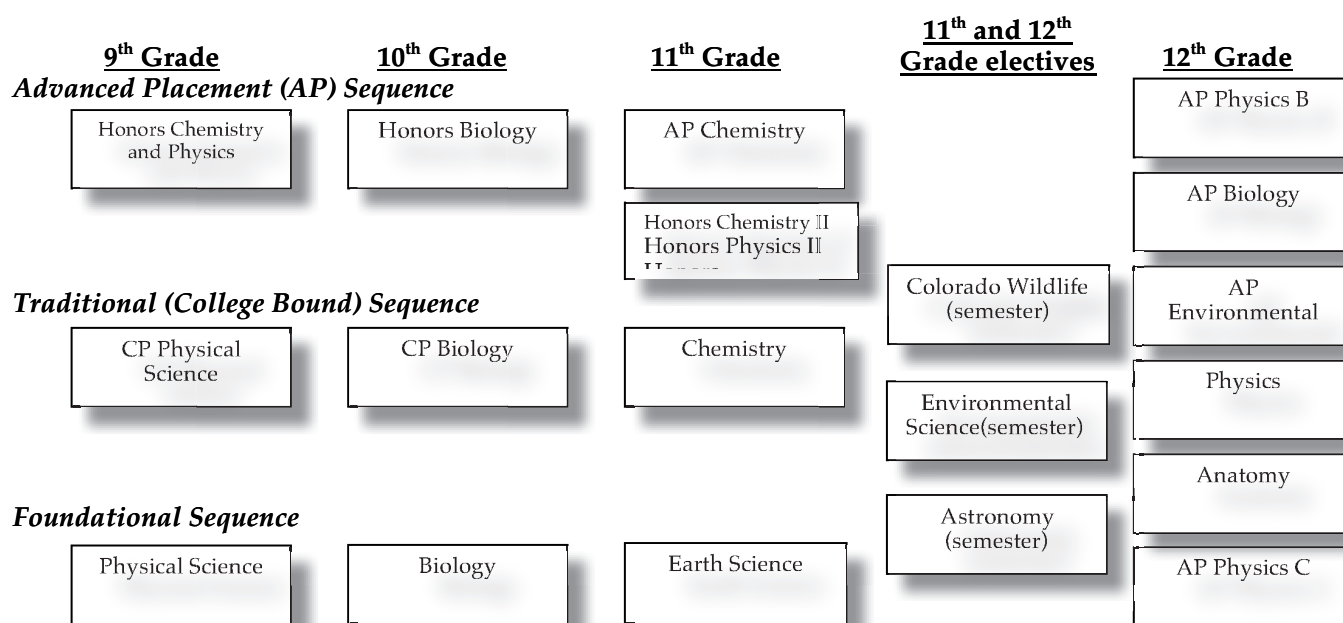 9th Grade
10th Grade
11th Grade
11th and 12th
Grade electives
12th Grade
Advanced Placement (AP) Sequence
Honors Chemistry
and Physics
Honors Biology
AP Chemistry
Honors Chemistry II
Honors Physics II
AP Physics B
AP Biology
Traditional (College Bound) Sequence
CP Physical
Science
CP Biology
Chemistry
Colorado Wildlife
(semester)
Environmental
Science(semester)
AP
Environmental
Physics
Anatomy
Foundational Sequence
Physical Science
Biology
Earth Science
Astronomy
(semester)
AP Physics C